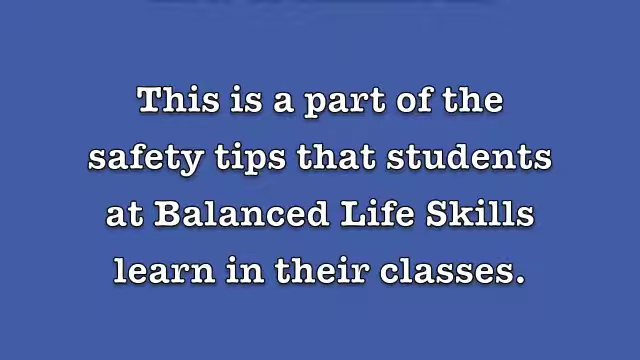 This is a part of the
safety tips that students
at Balanced Life Skills
learn in their classes.